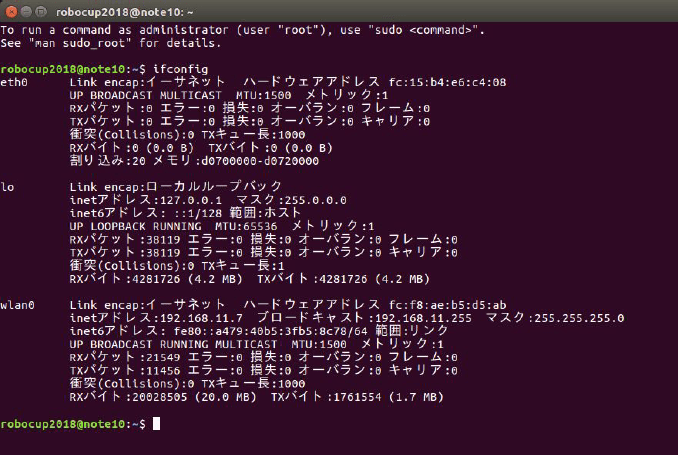 robocup2018@note10: ~
To run a command as administrator (user "root"), use "sudo <command>".
See "man sudo_root" for details.
robocup2018@note10:~$ ifconfig
eth0 Link encap:イーサネット ハードウェアアドレス fc:15:b4:e6:c4:08
UP BROADCAST MULTICAST MTU:1500 メトリック:1
RXパケット:0 エラー:0 損失:0 オーバラン:0 フレーム:0
TXパケット:0 エラー:0 損失:0 オーバラン:0 キャリア:0
衝突(Collisions):0 TXキュー長:1000
RXバイト:0 (0.0 B) TXバイト:0 (0.0 B)
割り込み:20 メモリ:d0700000-d0720000
lo Link encap:ローカルループバック
inetアドレス:127.0.0.1 マスク:255.0.0.0
inet6アドレス: ::1/128 範囲:ホスト
UP LOOPBACK RUNNING MTU:65536 メトリック:1
RXパケット:38119 エラー:0 損失:0 オーバラン:0 フレーム:0
TXパケット:38119 エラー:0 損失:0 オーバラン:0 キャリア:0
衝突(Collisions):0 TXキュー長:1
RXバイト:4281726 (4.2 MB) TXバイト:4281726 (4.2 MB)
wlan0 Link encap:イーサネット ハードウェアアドレス fc:f8:ae:b5:d5:ab
inetアドレス:192.168.11.7 ブロードキャスト:192.168.11.255 マスク:255.255.255.0
inet6アドレス: fe80::a479:40b5:3fb5:8c78/64 範囲:リンク
UP BROADCAST RUNNING MULTICAST MTU:1500 メトリック:1
RXパケット:21549 エラー:0 損失:0 オーバラン:0 フレーム:0
TXパケット:11456 エラー:0 損失:0 オーバラン:0 キャリア:0
衝突(Collisions):0 TXキュー長:1000
RXバイト:20028505 (20.0 MB) TXバイト:1761554 (1.7 MB)
robocup2018@note10:~$